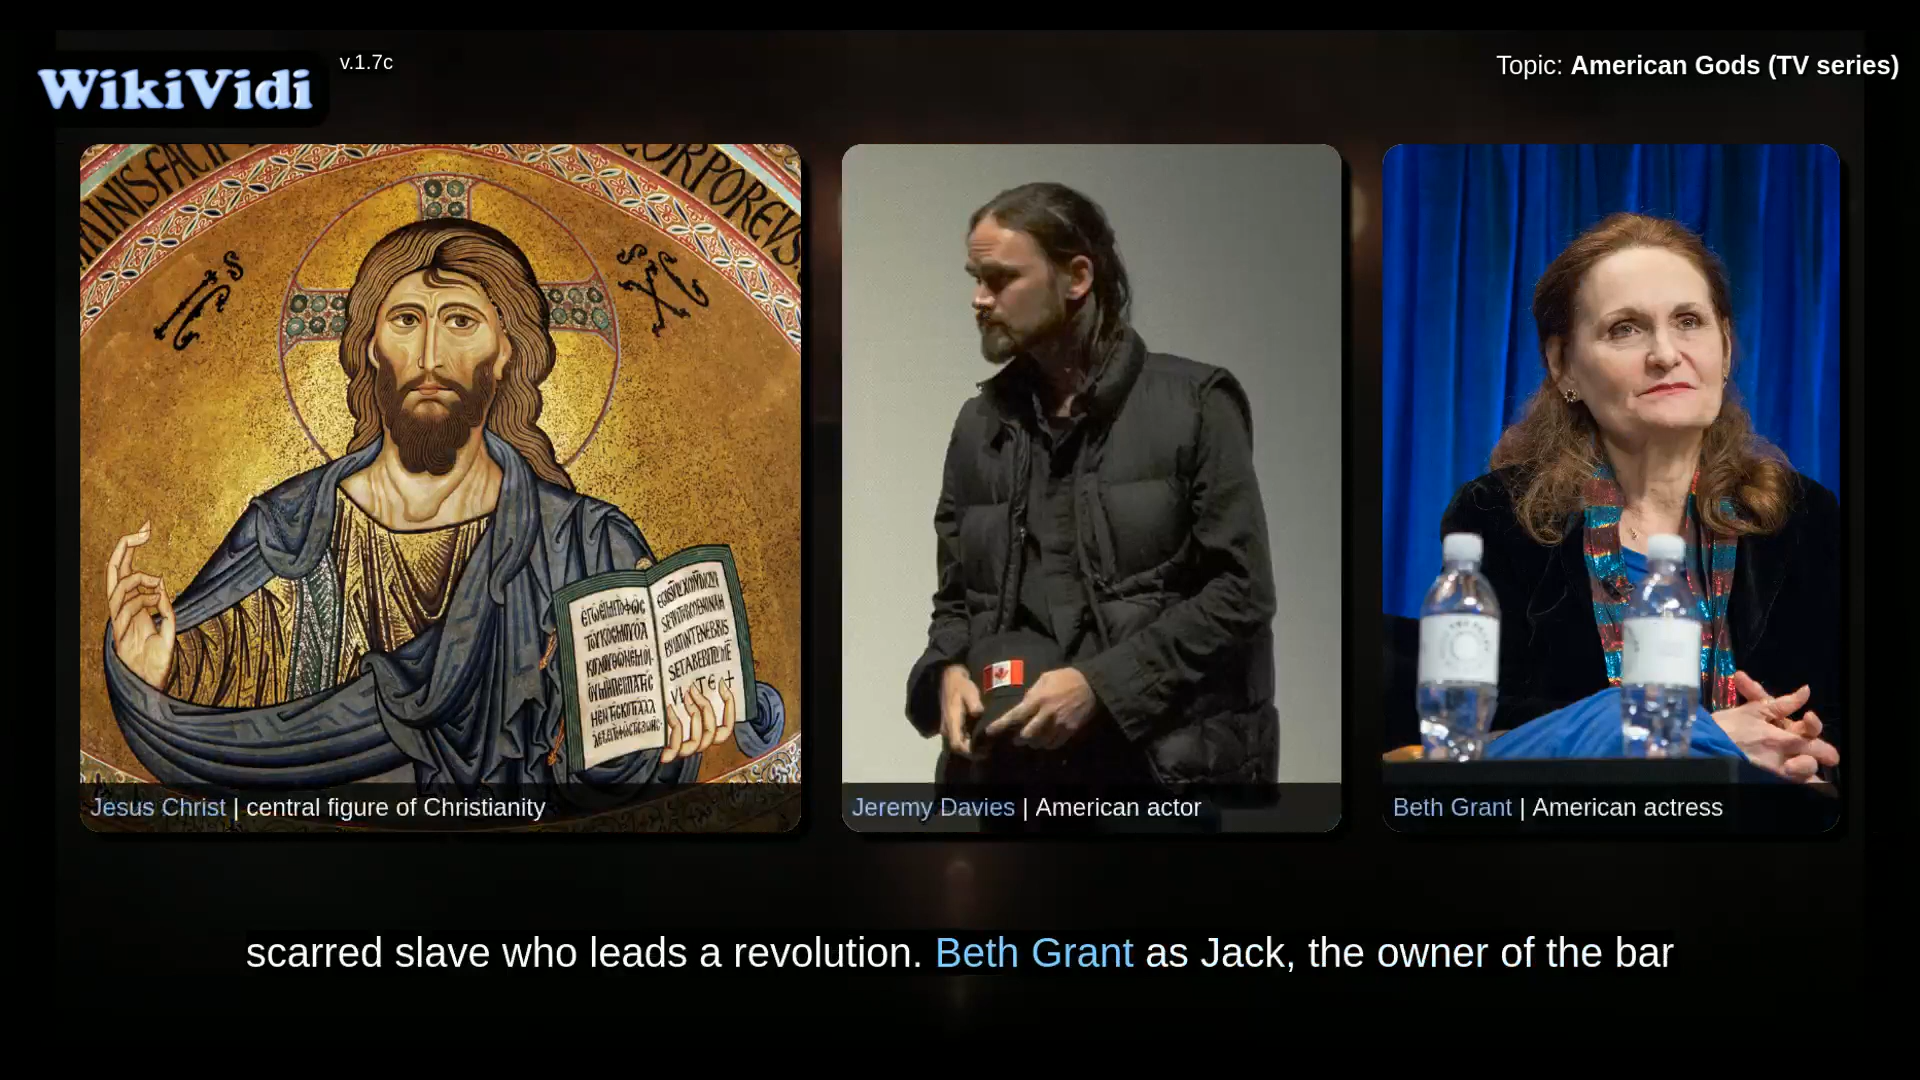 WikiVidi
v.1.7c
Topic: American Gods (TV series)
CORPOREVS
Jesus Christ | central figure of Christianity
Jeremy Davies | American actor
Beth Grant | American actress
scarred slave who leads a revolution. Beth Grant as Jack, the owner of the bar